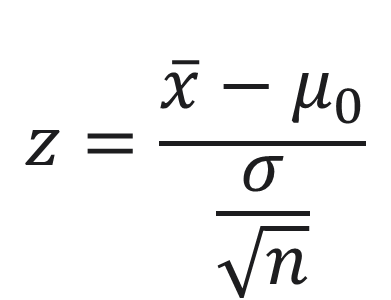 z = (x̄ − μ₀) / (σ / √n)